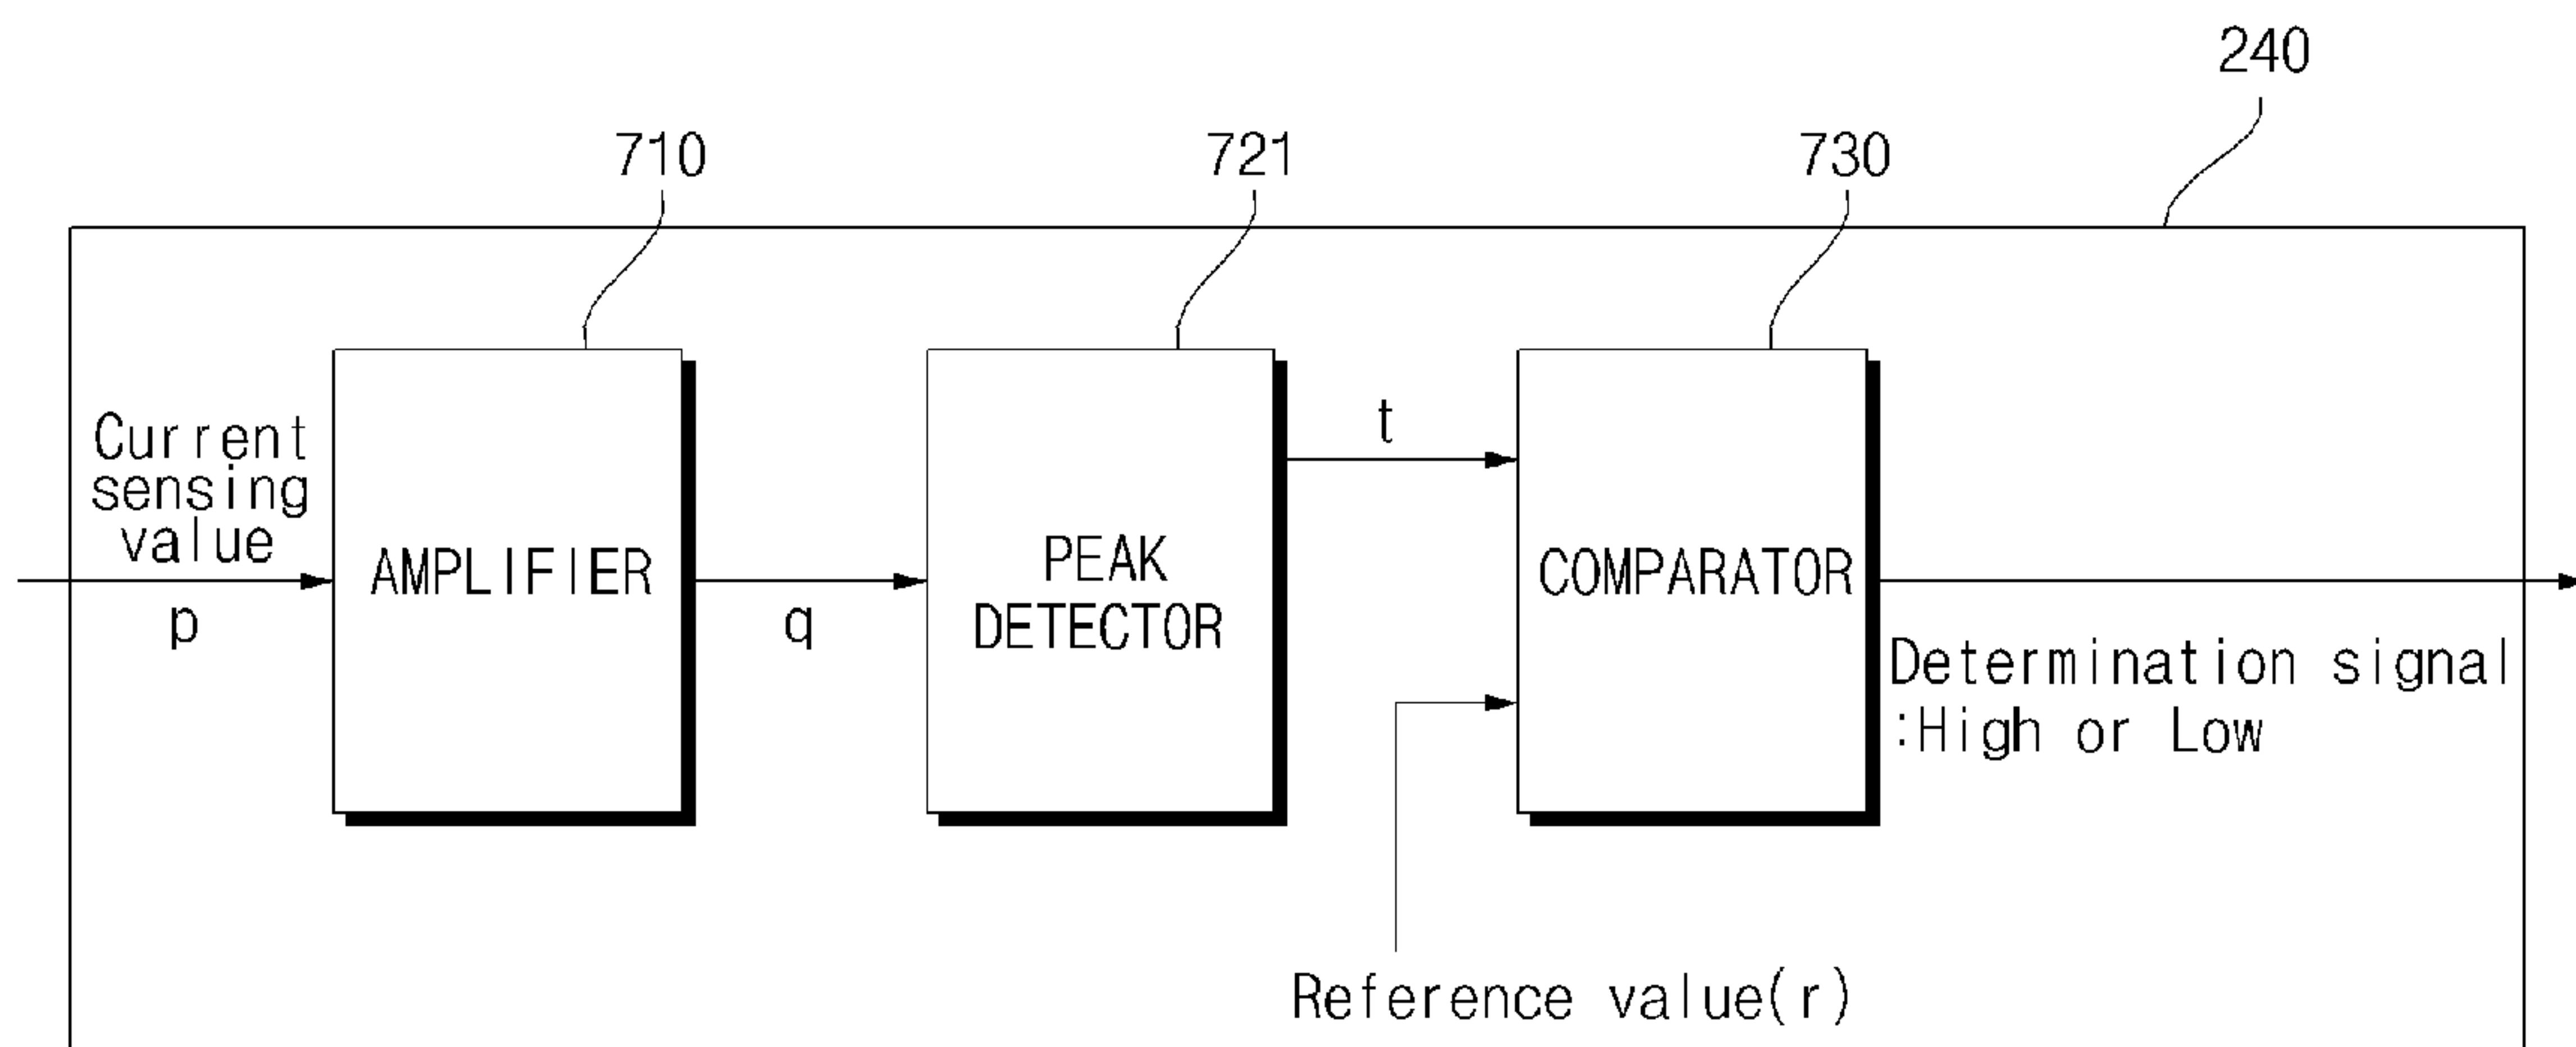 240
710
721
730
Current
sensing
value
p
AMPLIFIER
q
PEAK
DETECTOR
t
COMPARATOR
Reference value(r)
Determination signal
:High or Low